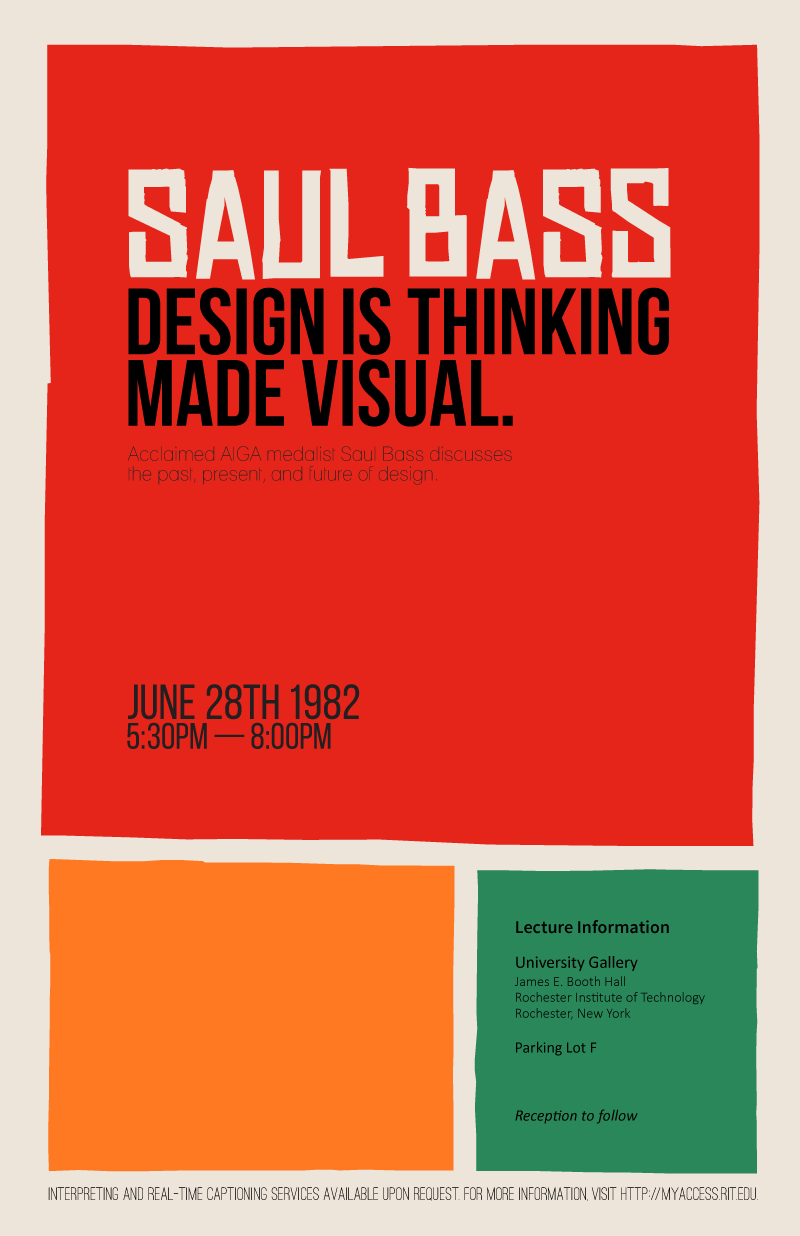 SAUL BASS
DESIGN IS THINKING
MADE VISUAL.
Acclaimed AIGA medalist Saul Bass discusses
the past, present, and future of design.
JUNE 28TH 1982
5:30PM — 8:00PM
Lecture Information
University Gallery
James E. Booth Hall
Rochester Institute of Technology
Rochester, New York
Parking Lot F
Reception to follow
INTERPRETING AND REAL-TIME CAPTIONING SERVICES AVAILABLE UPON REQUEST. FOR MORE INFORMATION, VISIT HTTP://MYACCESS.RIT.EDU.